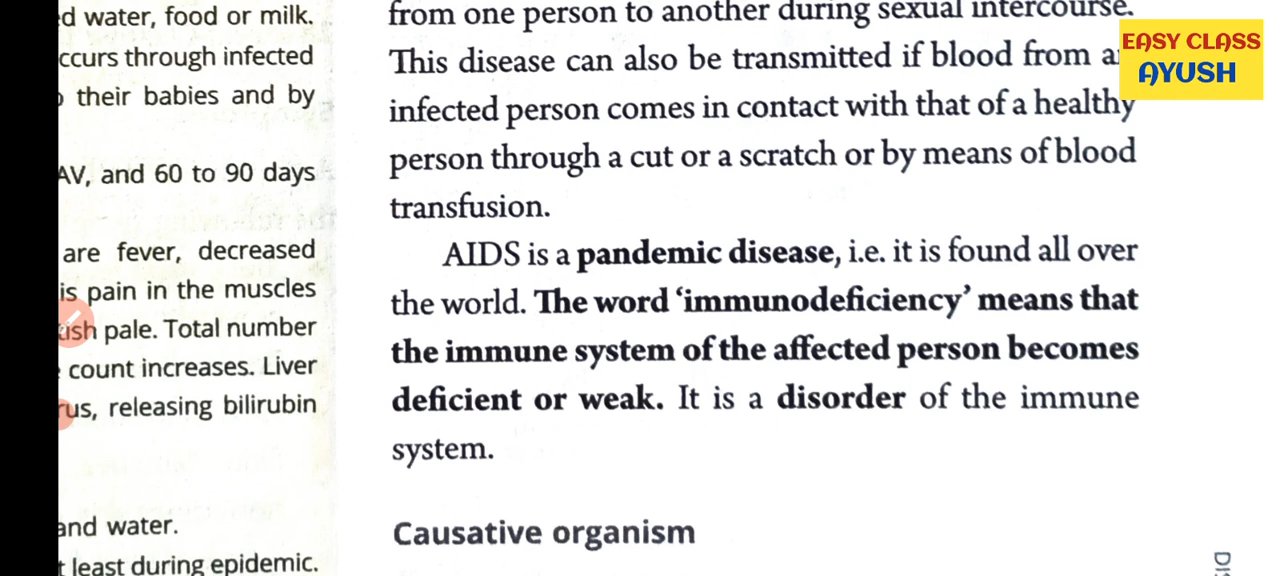 d water, food or milk.
ccurs through infected
their babies and by
AV, and 60 to 90 days
are fever, decreased
is pain in the muscles
ish pale. Total number
count increases. Liver
rus, releasing bilirubin
and water.
t least during epidemic.
from one person to another during sexual intercourse.
This disease can also be transmitted if blood from a
infected person comes in contact with that of a healthy
person through a cut or a scratch or by means of blood
transfusion.
AIDS is a pandemic disease, i.e. it is found all over
the world. The word ‘immunodeficiency’ means that
the immune system of the affected person becomes
deficient or weak. It is a disorder of the immune
system.
Causative organism
EASY CLASS
AYUSH
DIS